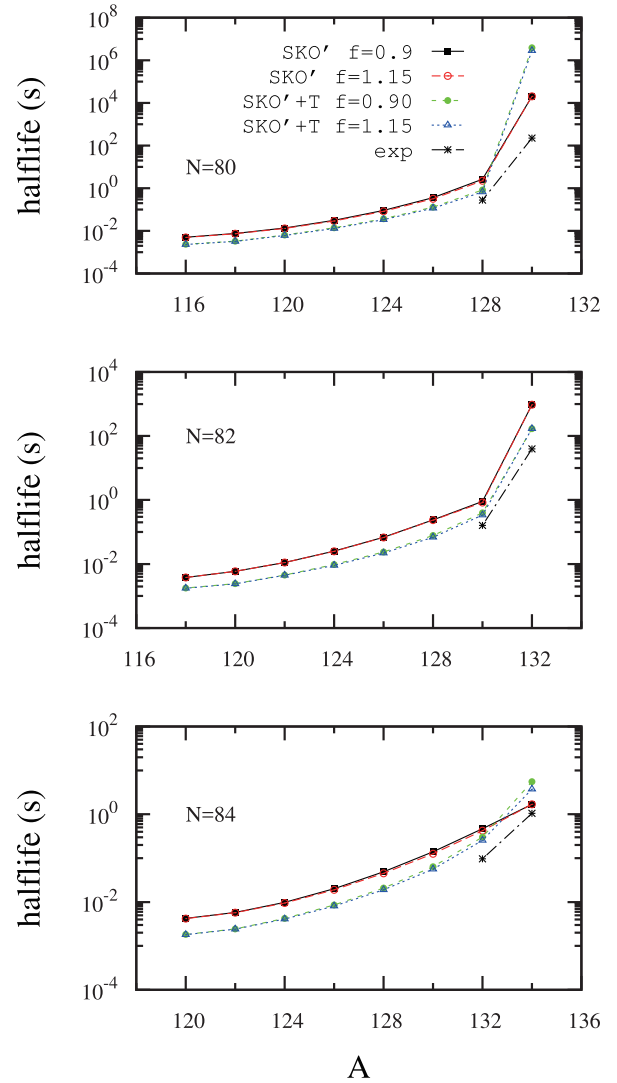 halflife (s)
10^8
10^6
10^4
10^2
10^0
10^-2
10^-4
SKO' f=0.9
SKO' f=1.15
SKO'+T f=0.90
SKO'+T f=1.15
exp
N=80
116 120 124 128 132
halflife (s)
10^4
10^2
10^0
10^-2
10^-4
N=82
116 120 124 128 132
halflife (s)
10^2
10^0
10^-2
10^-4
N=84
120 124 128 132 136
A